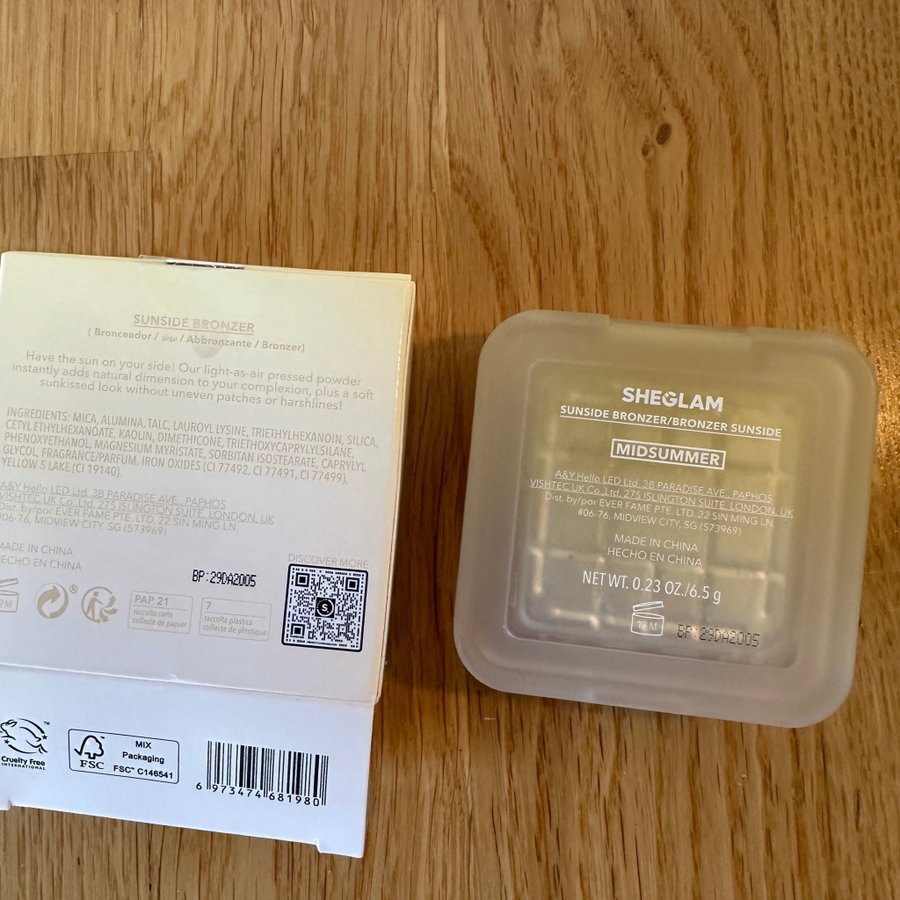 SUNSIDE BRONZER
( Bronceador / برونزر / Abbronzante / Bronzer)
Have the sun on your side! Our light-as-air pressed powder
instantly adds natural dimension to your complexion, plus a soft
sunkissed look without uneven patches or harshlines!
INGREDIENTS: MICA, ALUMINA, TALC, LAUROYL LYSINE, TRIETHYLHEXANOIN, SILICA,
CETYL ETHYLHEXANOATE, KAOLIN, DIMETHICONE, TRIETHOXYCAPRYLYLSILANE,
PHENOXYETHANOL, MAGNESIUM MYRISTATE, SORBITAN ISOSTEARATE, CAPRYLYL
GLYCOL, FRAGRANCE/PARFUM, IRON OXIDES (CI 77492, CI 77491, CI 77499),
YELLOW 5 LAKE (CI 19140).
A&Y Hello LED Ltd, 3B PARADISE AVE., PAPHOS
VISHTEC UK Co., Ltd, 275 ISLINGTON SUITE, LONDON, UK
Dist. by/por EVER FAME PTE. LTD. 22 SIN MING LN,
#06-76, MIDVIEW CITY, SG (573969)
MADE IN CHINA
HECHO EN CHINA
BP:29DA2005
DISCOVER MORE
S
12M
PAP 21
raccolta carta
collecte de papier
7
raccolta plastica
collecte de plastique
Cruelty Free
INTERNATIONAL
FSC
MIX
Packaging
FSC™ C146541
6 973474 681980
SHEGLAM
SUNSIDE BRONZER/BRONZER SUNSIDE
MIDSUMMER
A&Y Hello LED Ltd, 3B PARADISE AVE., PAPHOS
VISHTEC UK Co., Ltd, 275 ISLINGTON SUITE, LONDON, UK
Dist. by/por EVER FAME PTE. LTD. 22 SIN MING LN,
#06-76, MIDVIEW CITY, SG (573969)
MADE IN CHINA
HECHO EN CHINA
NET WT. 0.23 OZ./6.5 g
12 M
BP:29DA2005